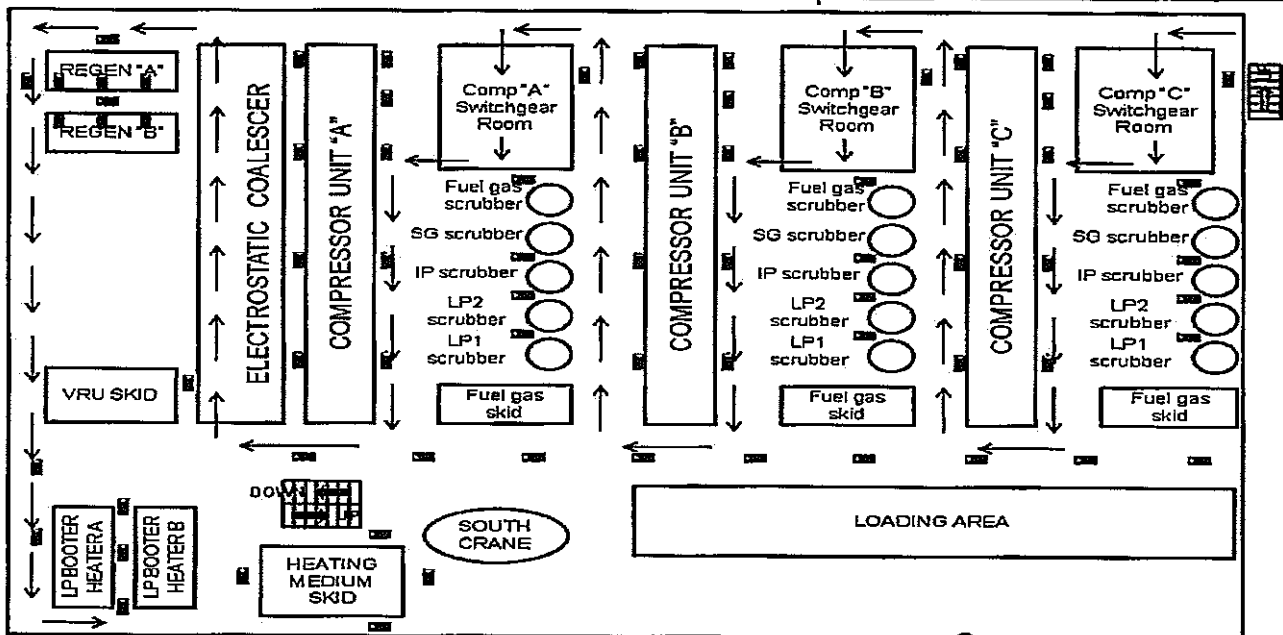 REGEN "A"
REGEN "B"
ELECTROSTATIC COALESCER
COMPRESSOR UNIT "A"
Comp "A"
Switchgear
Room
Fuel gas
scrubber
SG scrubber
IP scrubber
LP2
scrubber
LP1
scrubber
Fuel gas
skid
COMPRESSOR UNIT "B"
Comp "B"
Switchgear
Room
Fuel gas
scrubber
SG scrubber
IP scrubber
LP2
scrubber
LP1
scrubber
Fuel gas
skid
COMPRESSOR UNIT "C"
Comp "C"
Switchgear
Room
Fuel gas
scrubber
SG scrubber
IP scrubber
LP2
scrubber
LP1
scrubber
Fuel gas
skid
VRU SKID
LP BOOTER
HEATER A
LP BOOTER
HEATER B
DOWN
HEATING
MEDIUM
SKID
SOUTH
CRANE
LOADING AREA